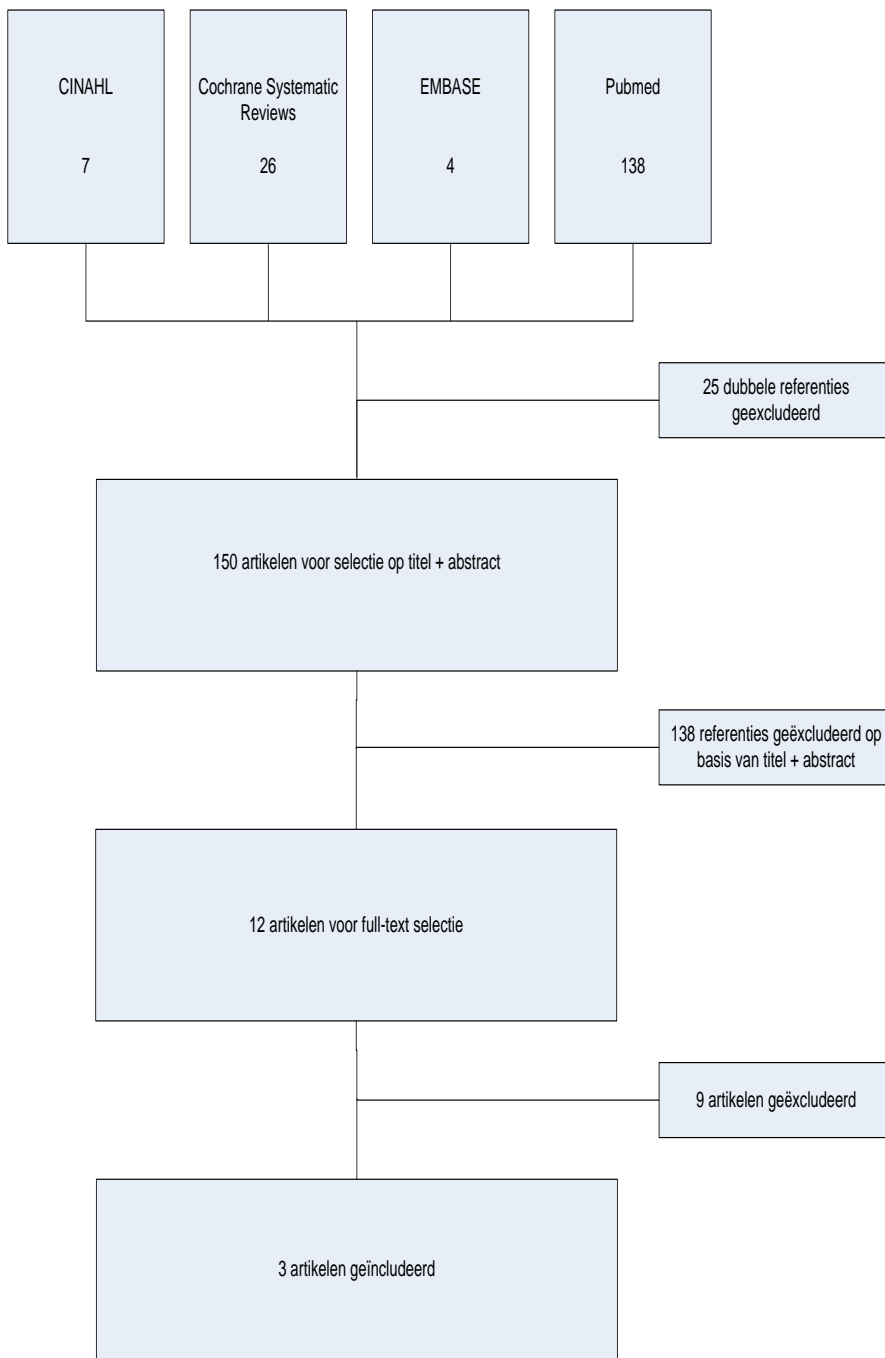 CINAHL
7
Cochrane Systematic
Reviews
26
EMBASE
4
Pubmed
138
25 dubbele referenties
geexcludeerd
150 artikelen voor selectie op titel + abstract
138 referenties geëxcludeerd op
basis van titel + abstract
12 artikelen voor full-text selectie
9 artikelen geëxcludeerd
3 artikelen geïncludeerd